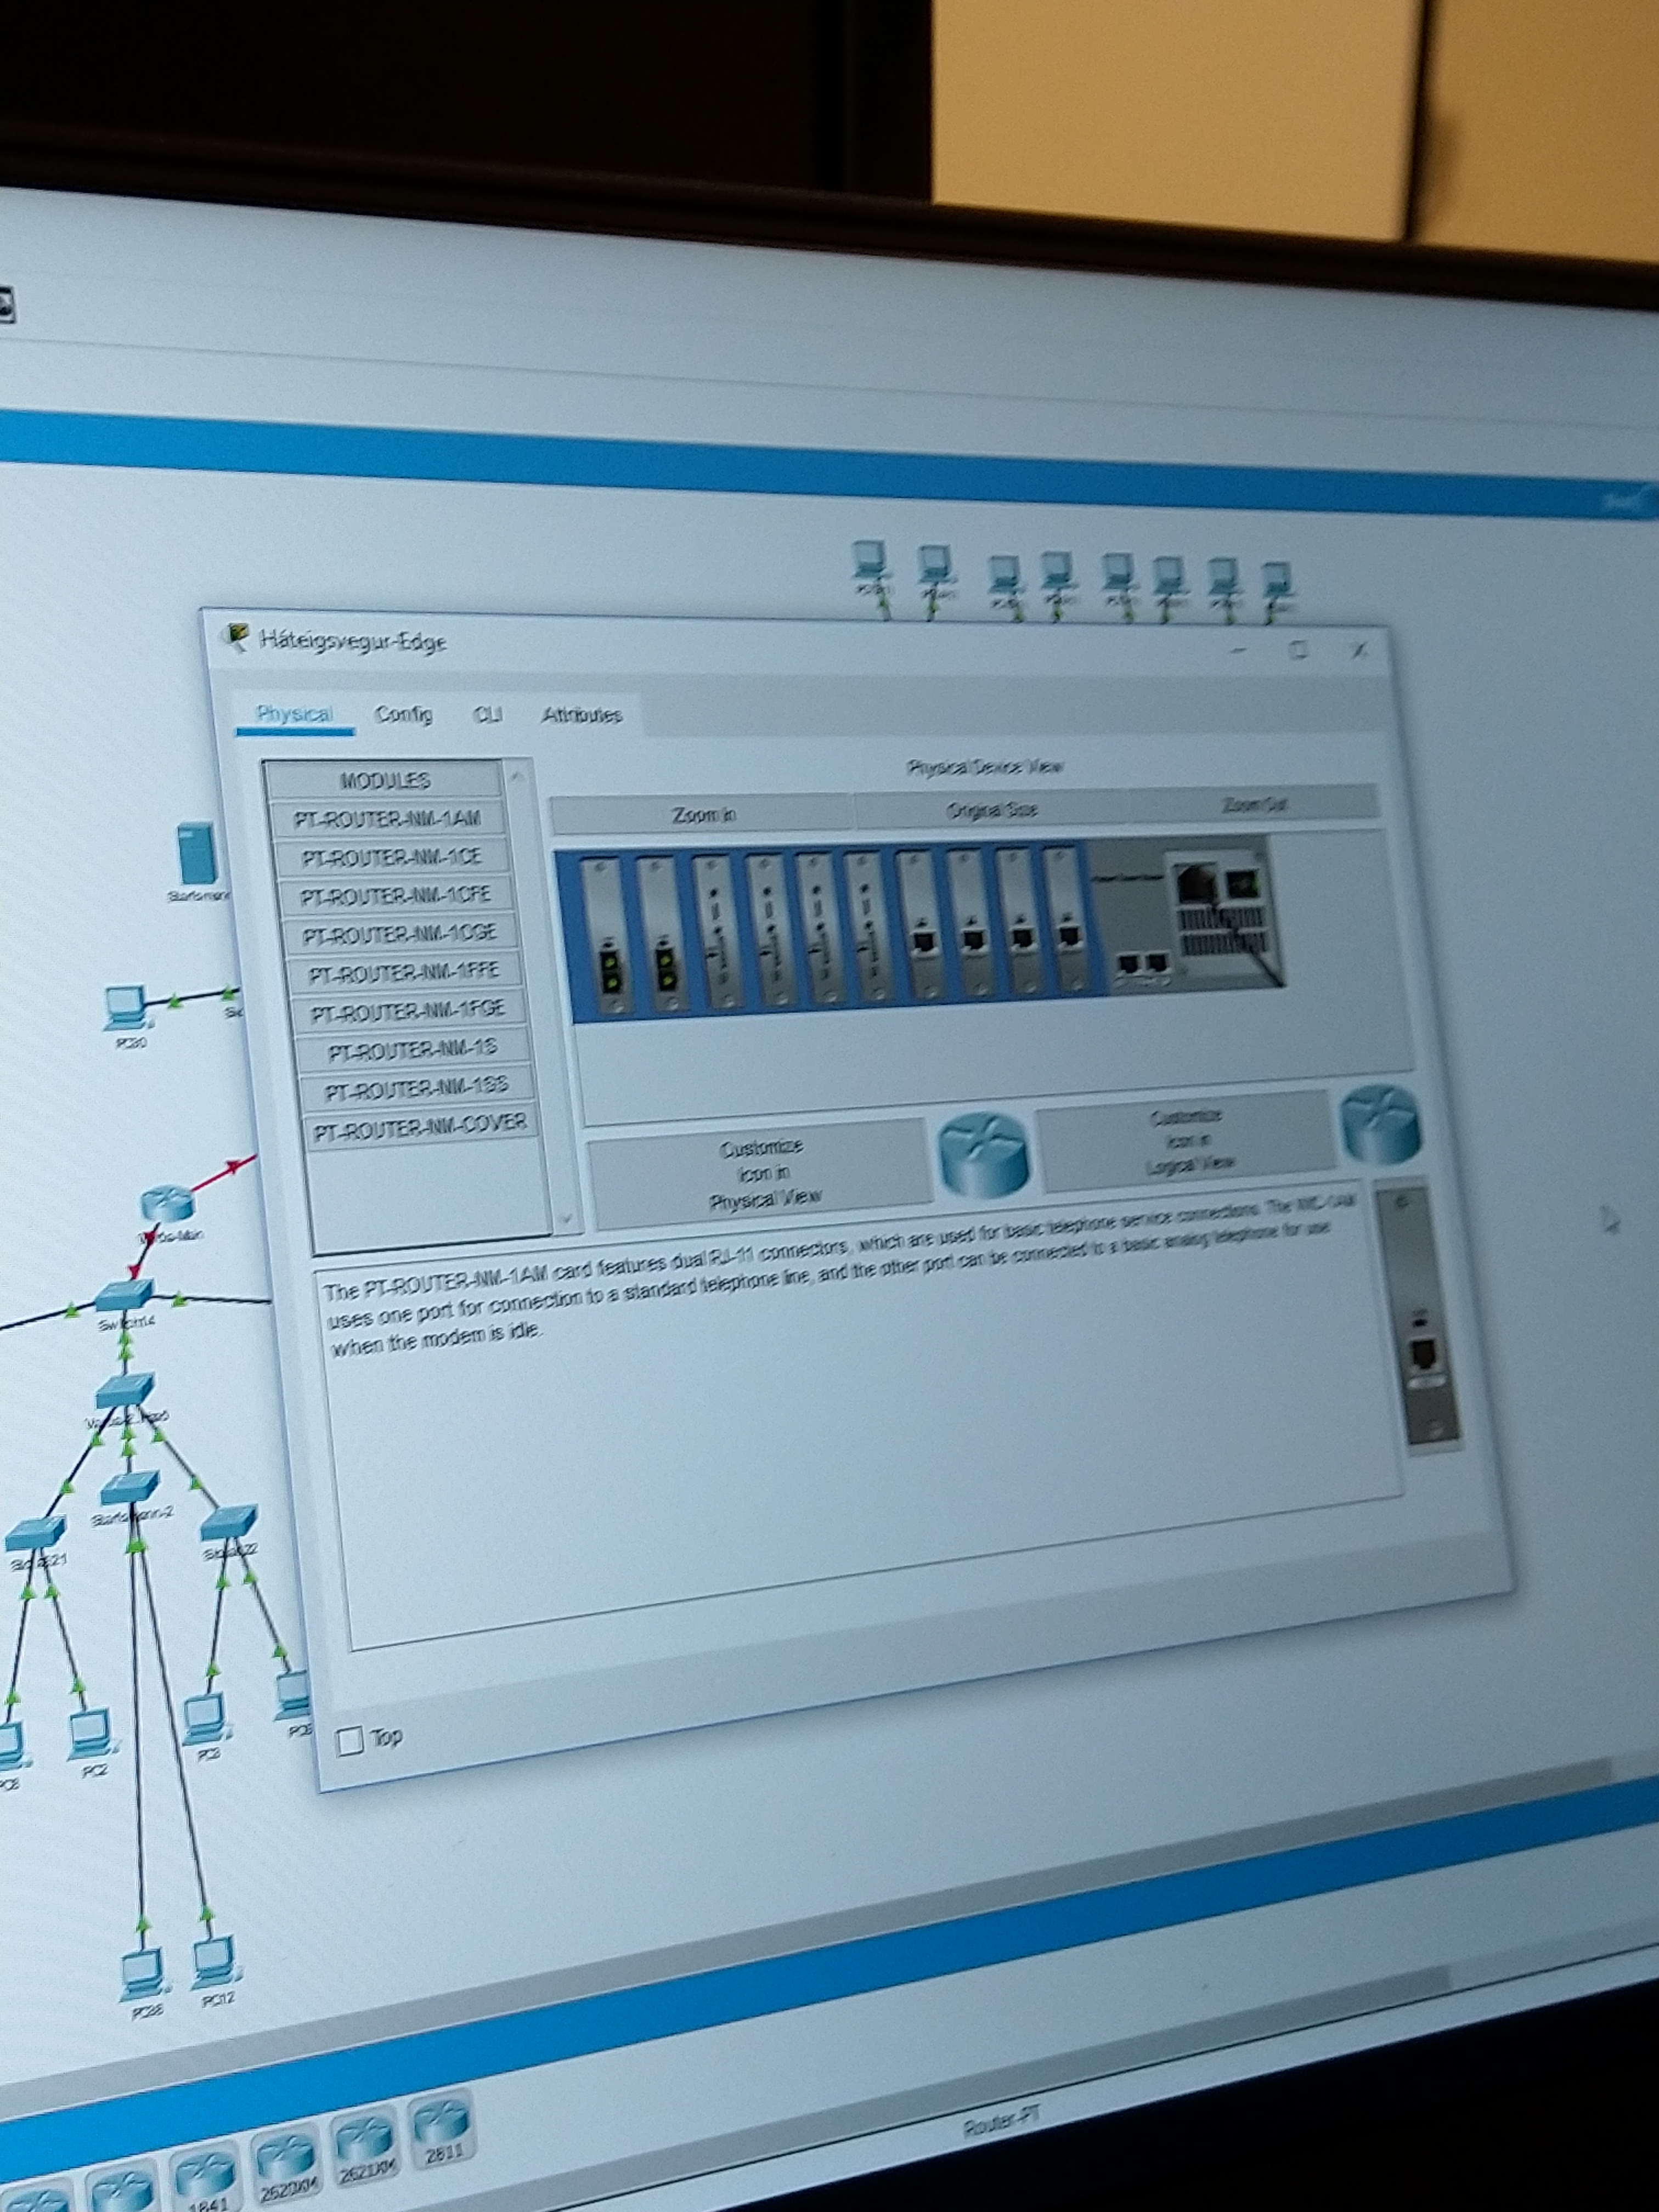 Háteigsvegur-Edge
Physical Config CLI Attributes
MODULES
PT-ROUTER-NM-1AM
PT-ROUTER-NM-1CE
PT-ROUTER-NM-1CFE
PT-ROUTER-NM-1CGE
PT-ROUTER-NM-1FFE
PT-ROUTER-NM-1FGE
PT-ROUTER-NM-1S
PT-ROUTER-NM-1SS
PT-ROUTER-NM-COVER
Physical Device View
Zoom In Original Size Zoom Out
Customize
Icon in
Physical View
Customize
Icon in
Logical View
The PT-ROUTER-NM-1AM card features dual RJ-11 connectors, which are used for basic telephone service connections. The WIC-1AM
uses one port for connection to a standard telephone line, and the other port can be connected to a basic analog telephone for use
when the modem is idle.
Top
PC2
PC3
PC12
Router-PT
1841
2620XM
2621XM
2811